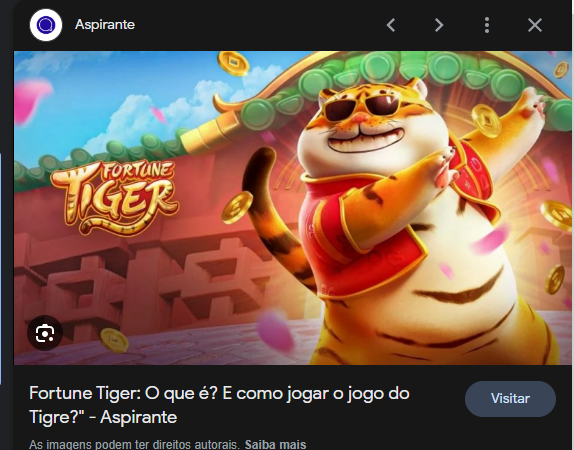 Aspirante
FORTUNE
TIGER
Fortune Tiger: O que é? E como jogar o jogo do
Tigre?" - Aspirante
Visitar
As imagens podem ter direitos autorais. Saiba mais